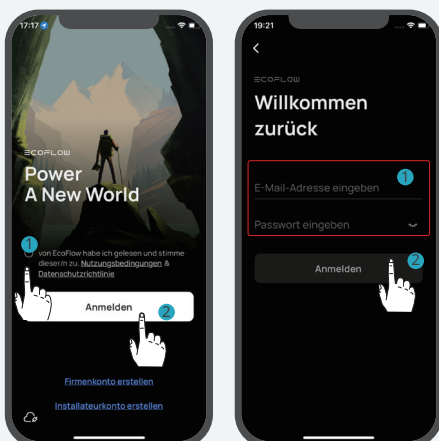 17:17
ECOFLOW
Power
A New World
1
von EcoFlow habe ich gelesen und stimme
dieser/n zu. Nutzungsbedingungen &
Datenschutzrichtlinie
Anmelden
2
Firmenkonto erstellen
Installateurkonto erstellen
19:21
ECOFLOW
Willkommen
zurück
E-Mail-Adresse eingeben
1
Passwort eingeben
Anmelden
2